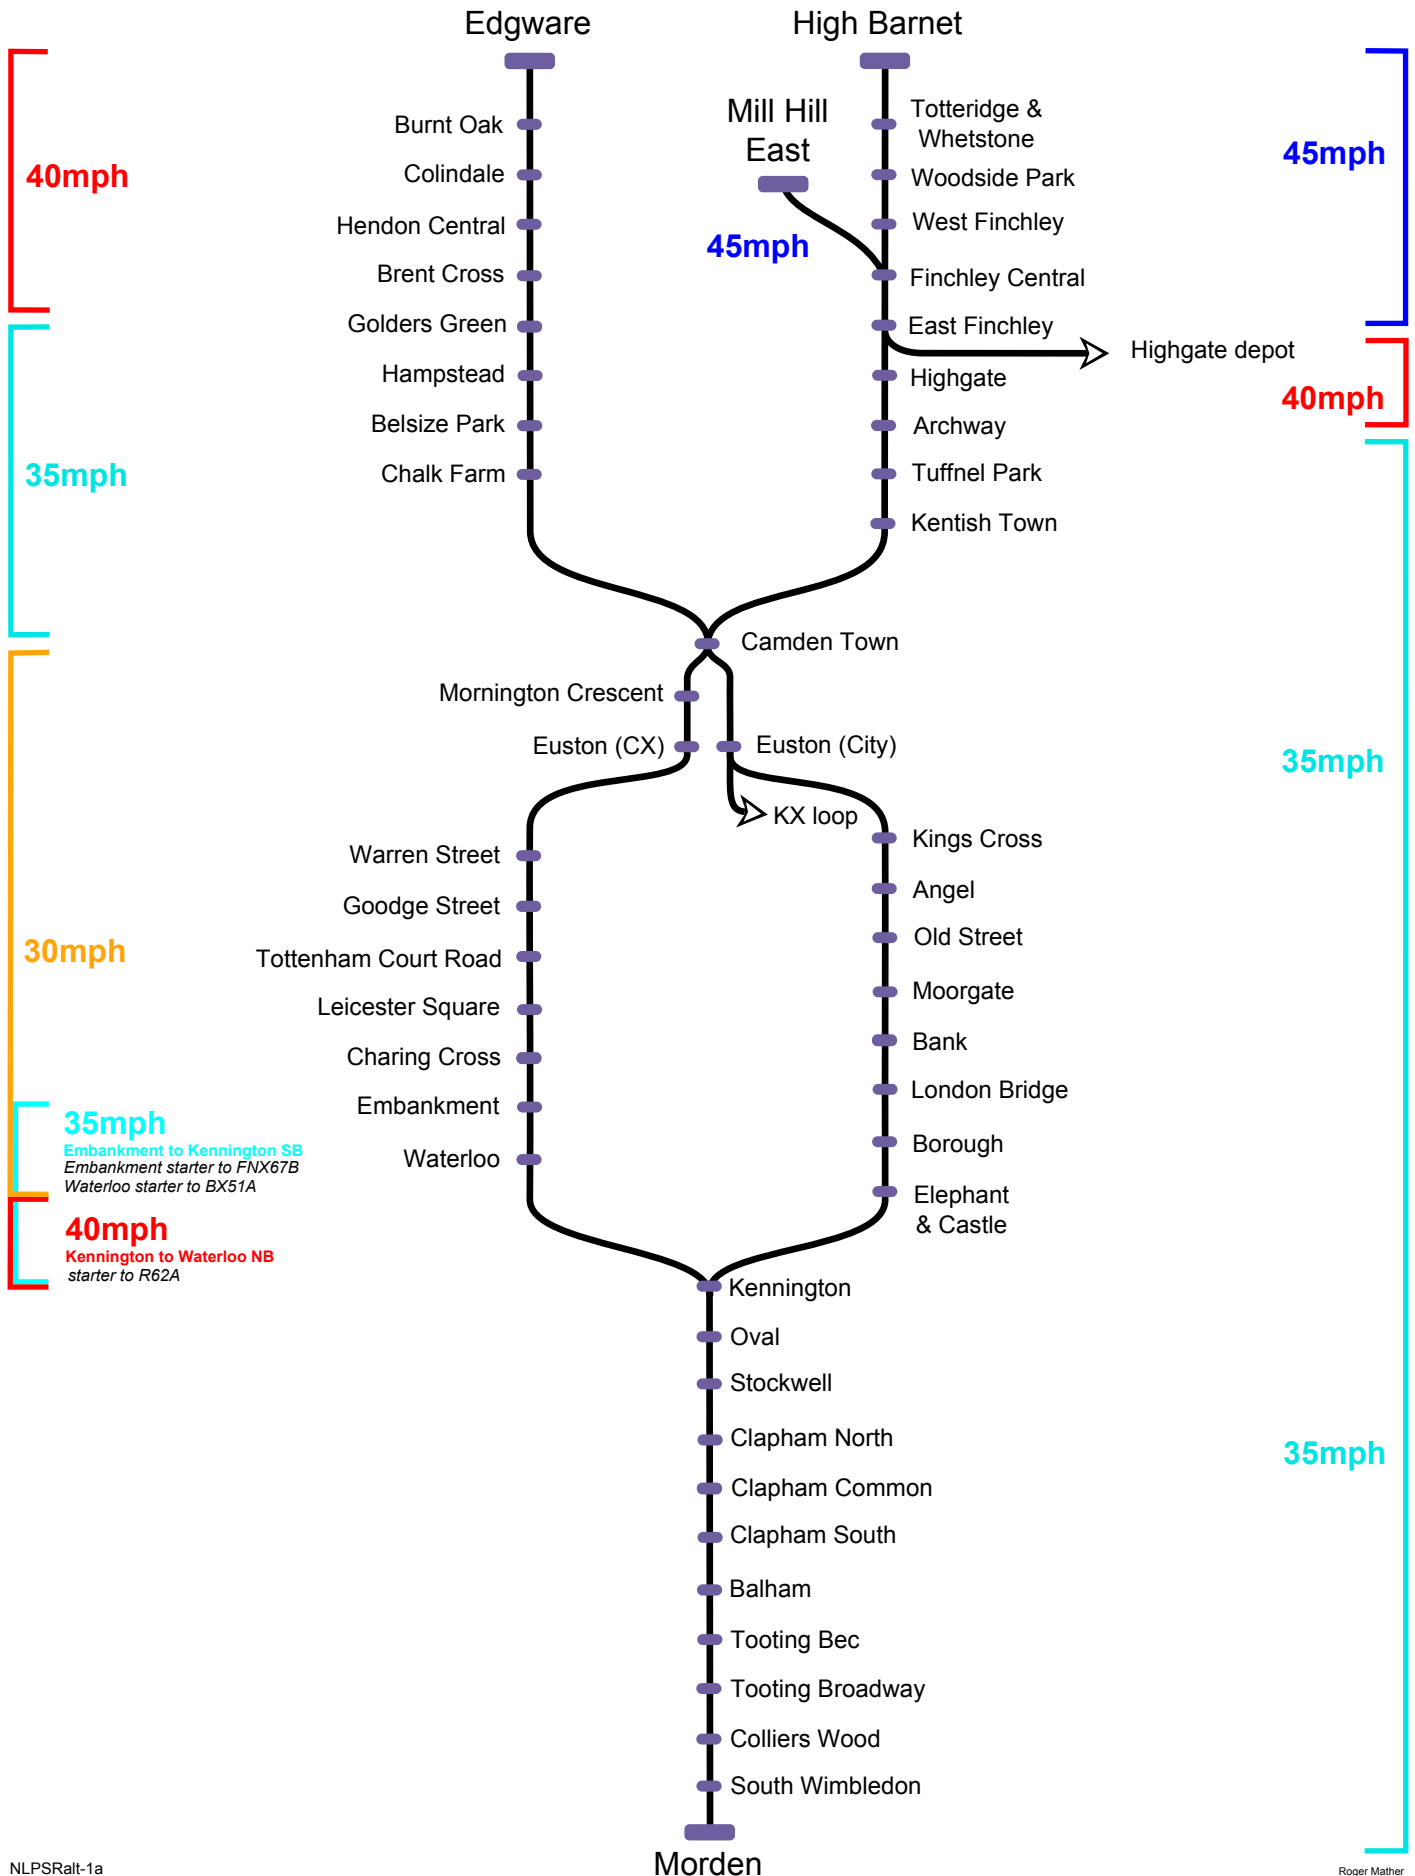 Edgware
High Barnet
Mill Hill
East
Burnt Oak
Colindale
Hendon Central
Brent Cross
Golders Green
Hampstead
Belsize Park
Chalk Farm
40mph
35mph
Totteridge &
Whetstone
Woodside Park
West Finchley
Finchley Central
East Finchley
Highgate depot
Highgate
Archway
Tuffnel Park
Kentish Town
45mph
45mph
40mph
Camden Town
Mornington Crescent
Euston (CX)
Euston (City)
KX loop
Warren Street
Goodge Street
Tottenham Court Road
Leicester Square
Charing Cross
Embankment
Waterloo
30mph
35mph
Embankment to Kennington SB
Embankment starter to FNX67B
Waterloo starter to BX51A
40mph
Kennington to Waterloo NB
starter to R62A
Kings Cross
Angel
Old Street
Moorgate
Bank
London Bridge
Borough
Elephant
& Castle
35mph
Kennington
Oval
Stockwell
Clapham North
Clapham Common
Clapham South
Balham
Tooting Bec
Tooting Broadway
Colliers Wood
South Wimbledon
Morden
35mph
NLPSRalt-1a
Roger Mather